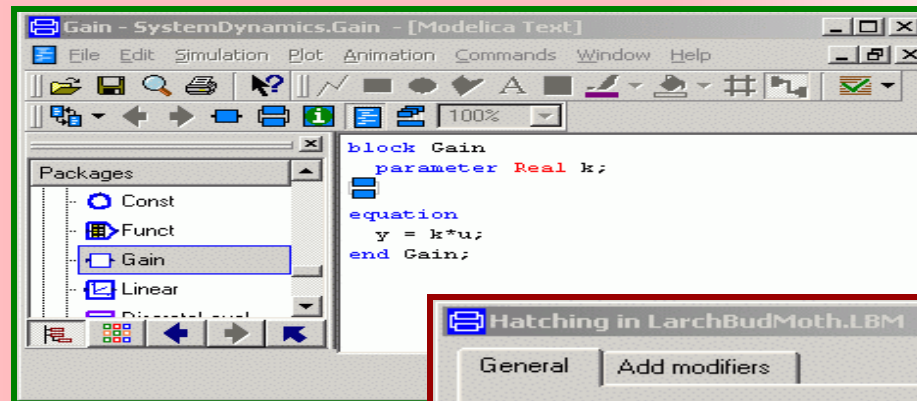 Gain - SystemDynamics.Gain - [Modelica Text]
File Edit Simulation Plot Animation Commands Window Help
100%
Packages
Const
Funct
Gain
Linear
block Gain
parameter Real k;
equation
y = k*u;
end Gain;
Hatching in LarchBudMoth.LBM
General Add modifiers